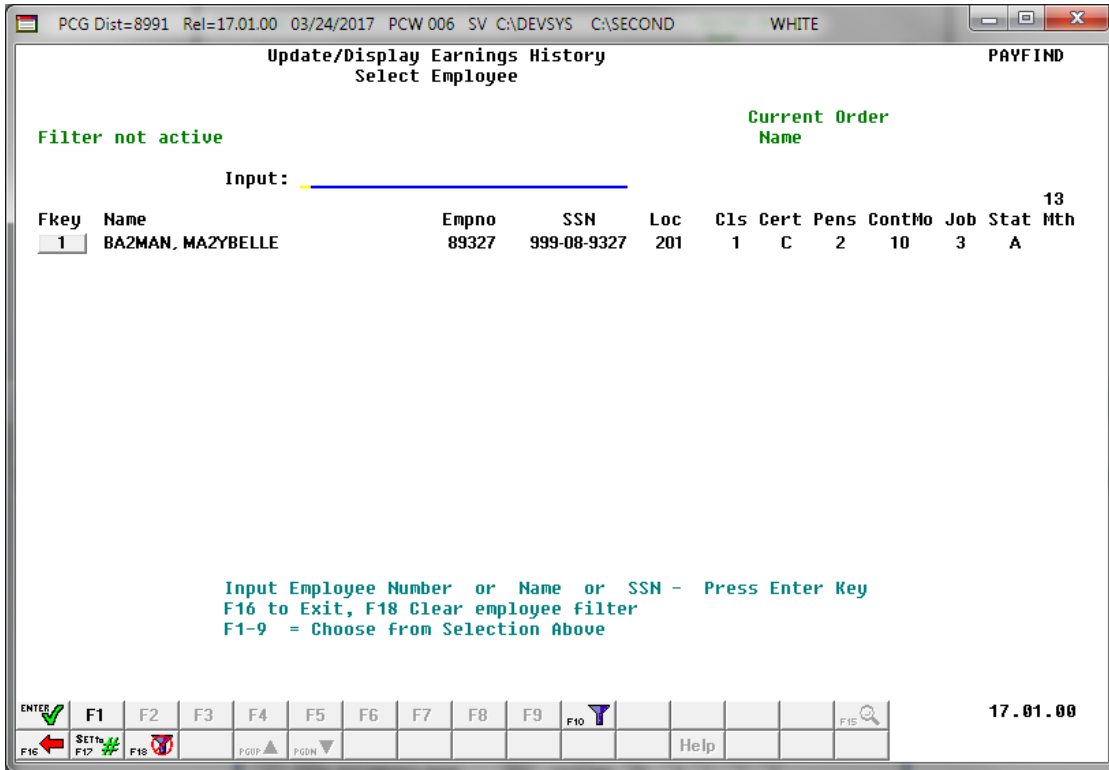 PCG Dist=8991 Rel=17.01.00 03/24/2017 PCW 006 SV C:\DEVSYS C:\SECOND WHITE
Update/Display Earnings History PAYFIND
Select Employee
Current Order
Filter not active Name
Input:
13
Fkey Name Empno SSN Loc Cls Cert Pens ContMo Job Stat Mth
1 BA2MAN, MA2YBELLE 89327 999-08-9327 201 1 C 2 10 3 A
Input Employee Number or Name or SSN - Press Enter Key
F16 to Exit, F18 Clear employee filter
F1-9 = Choose from Selection Above
ENTER F1 F2 F3 F4 F5 F6 F7 F8 F9 F10 F15 17.01.00
F16 SETto F17 # F18 PGUP PGDN Help